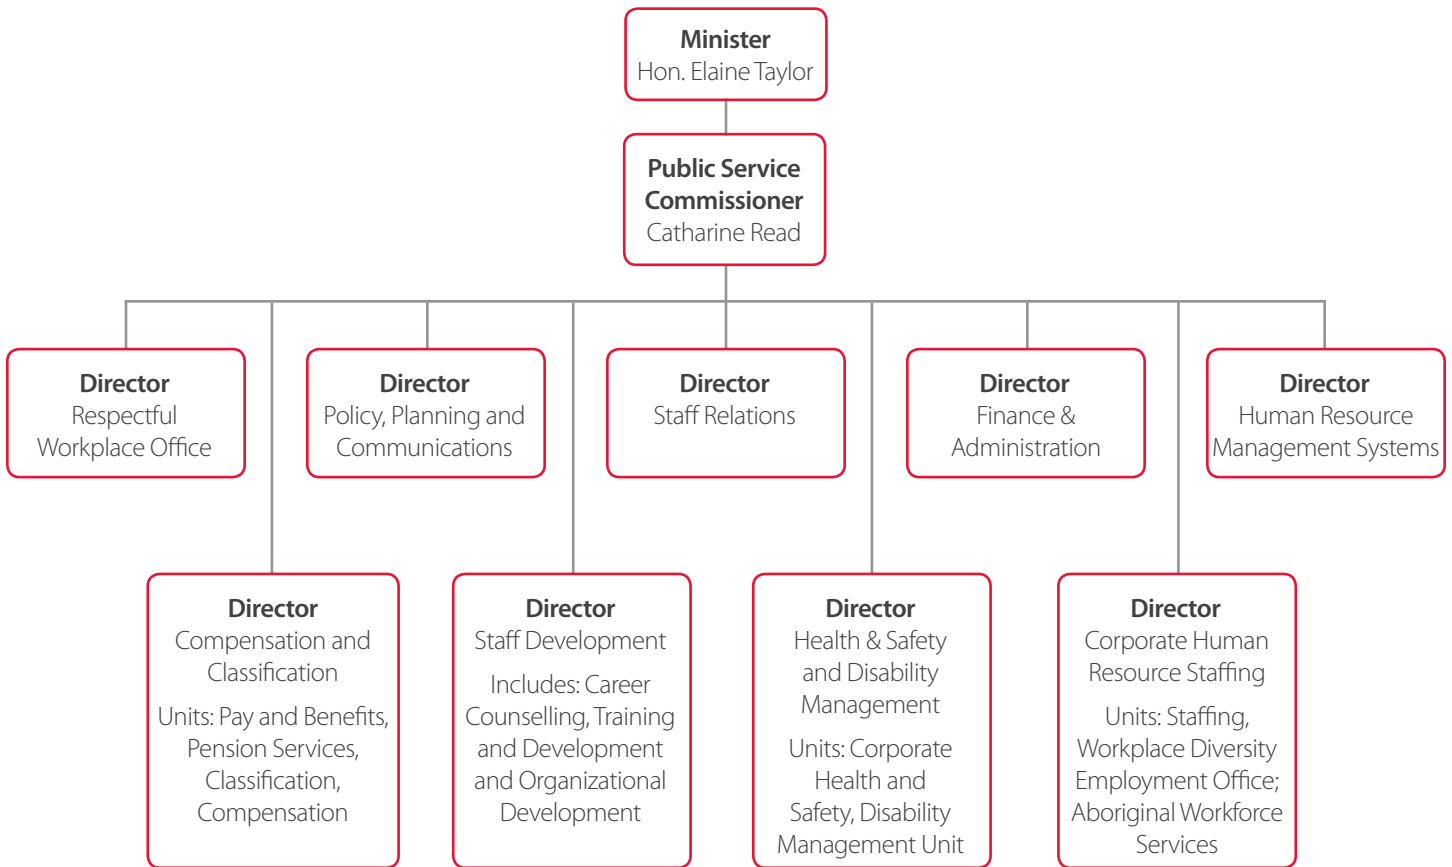 Minister
Hon. Elaine Taylor
Public Service
Commissioner
Catharine Read
Director
Respectful
Workplace Office
Director
Policy, Planning and
Communications
Director
Staff Relations
Director
Finance &
Administration
Director
Human Resource
Management Systems
Director
Compensation and
Classification
Units: Pay and Benefits,
Pension Services,
Classification,
Compensation
Director
Staff Development
Includes: Career
Counselling, Training
and Development
and Organizational
Development
Director
Health & Safety
and Disability
Management
Units: Corporate
Health and
Safety, Disability
Management Unit
Director
Corporate Human
Resource Staffing
Units: Staffing,
Workplace Diversity
Employment Office;
Aboriginal Workforce
Services